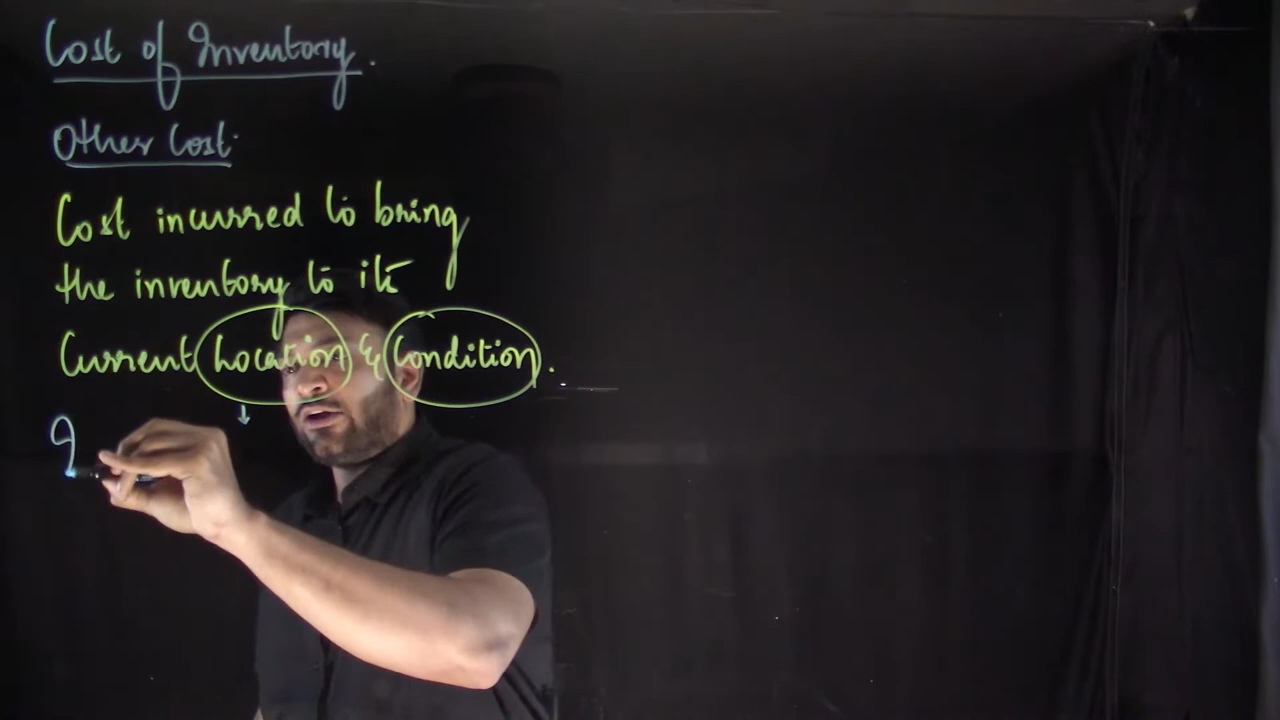 Cost of Inventory.
Other Cost.
Cost incurred to bring
the inventory to its
Current Location & Condition.